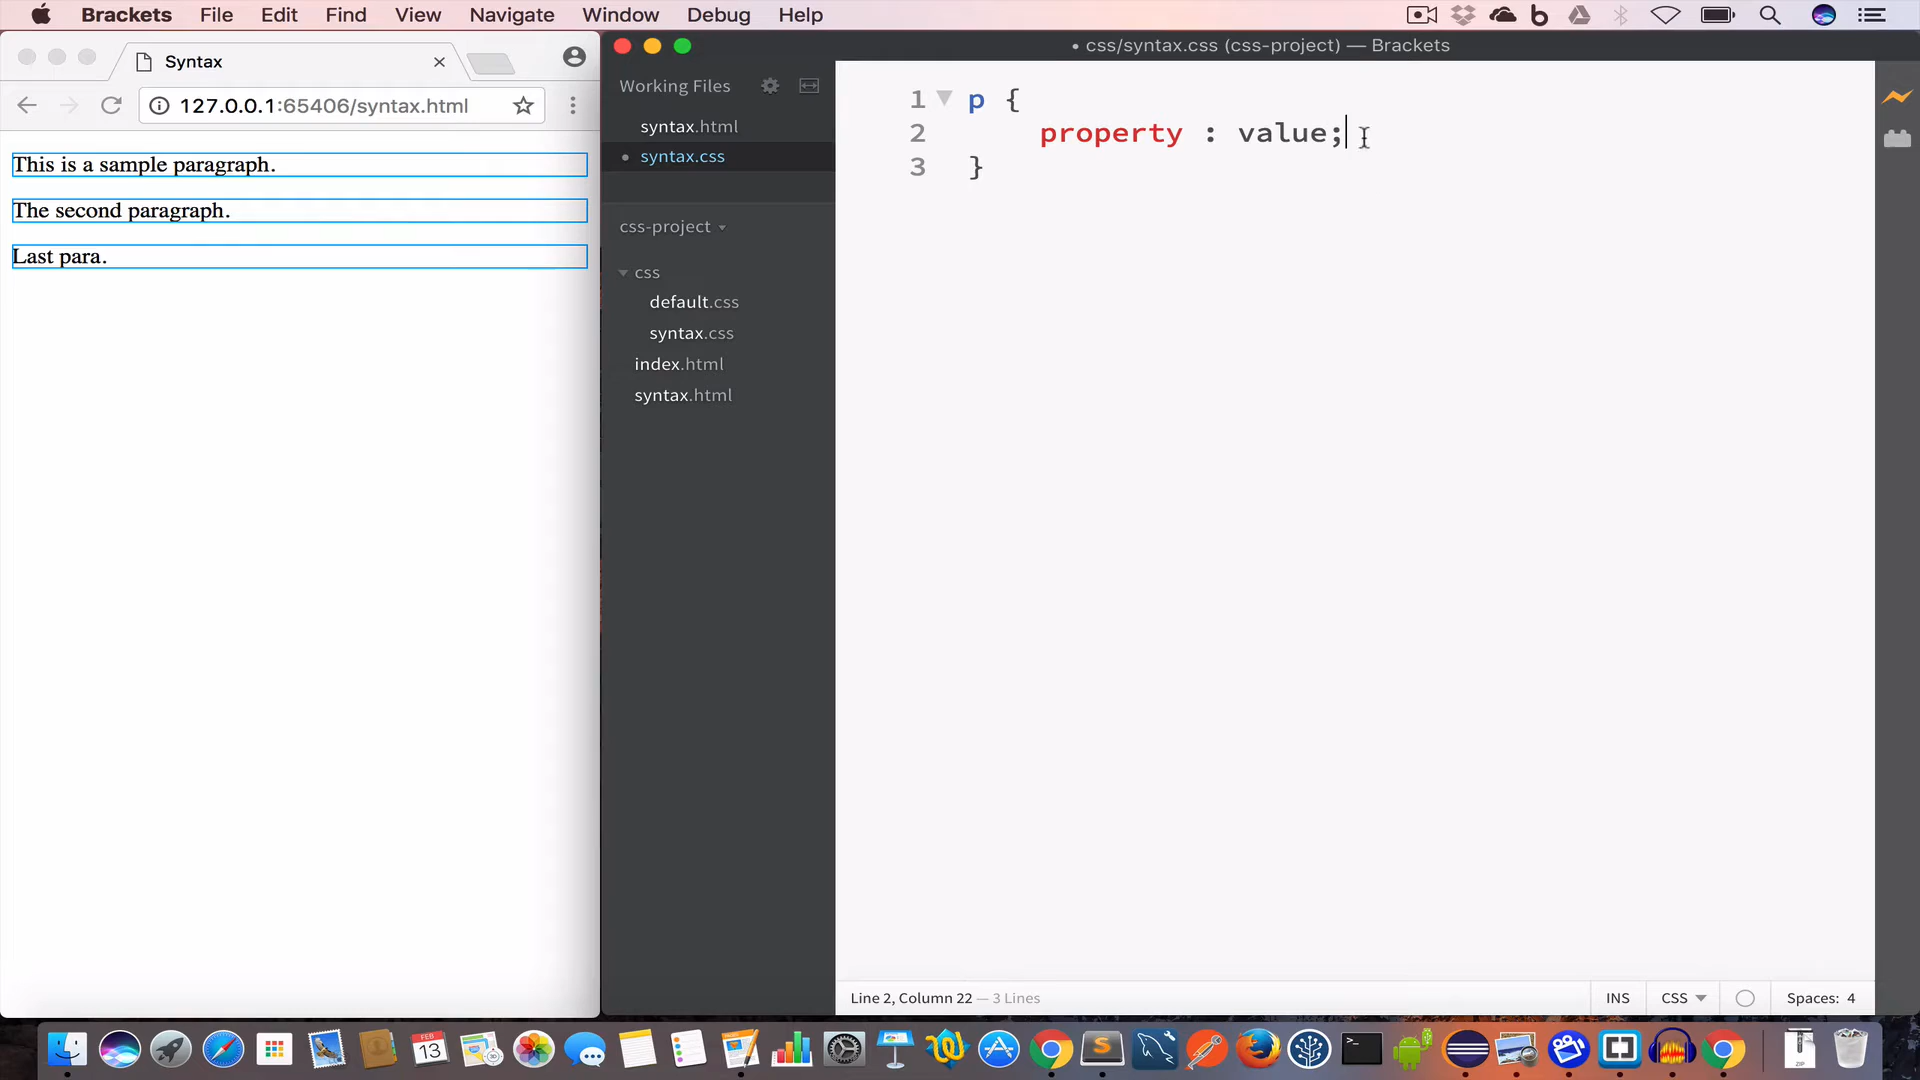 Brackets File Edit Find View Navigate Window Debug Help
Syntax
127.0.0.1:65406/syntax.html
This is a sample paragraph.
The second paragraph.
Last para.
• css/syntax.css (css-project) — Brackets
Working Files
syntax.html
syntax.css
css-project
css
default.css
syntax.css
index.html
syntax.html
1 p {
2 property : value;
3 }
Line 2, Column 22 — 3 Lines
INS CSS Spaces: 4
FEB
13